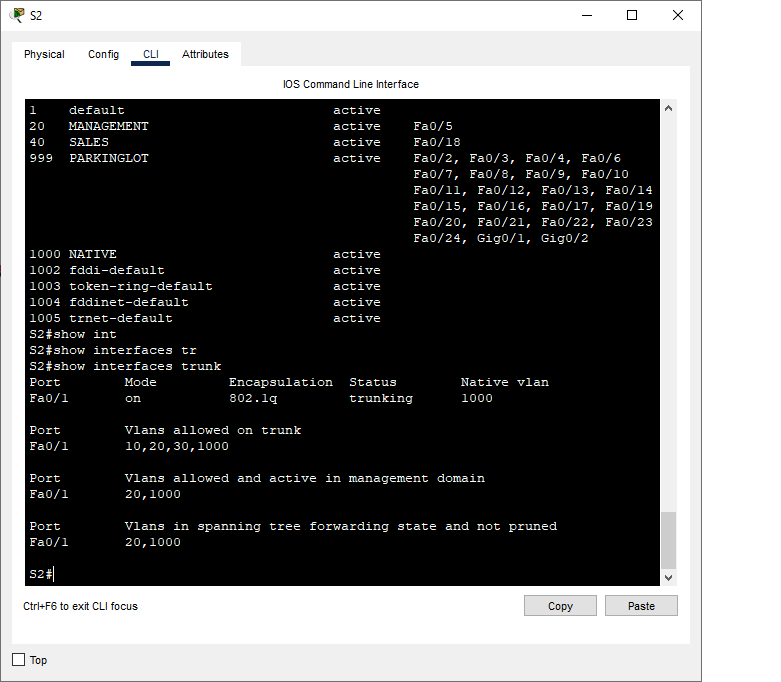 S2
Physical Config CLI Attributes
IOS Command Line Interface
1 default active
20 MANAGEMENT active Fa0/5
40 SALES active Fa0/18
999 PARKINGLOT active Fa0/2, Fa0/3, Fa0/4, Fa0/6
Fa0/7, Fa0/8, Fa0/9, Fa0/10
Fa0/11, Fa0/12, Fa0/13, Fa0/14
Fa0/15, Fa0/16, Fa0/17, Fa0/19
Fa0/20, Fa0/21, Fa0/22, Fa0/23
Fa0/24, Gig0/1, Gig0/2
1000 NATIVE active
1002 fddi-default active
1003 token-ring-default active
1004 fddinet-default active
1005 trnet-default active
S2#show int
S2#show interfaces tr
S2#show interfaces trunk
Port Mode Encapsulation Status Native vlan
Fa0/1 on 802.1q trunking 1000
Port Vlans allowed on trunk
Fa0/1 10,20,30,1000
Port Vlans allowed and active in management domain
Fa0/1 20,1000
Port Vlans in spanning tree forwarding state and not pruned
Fa0/1 20,1000
S2#
Ctrl+F6 to exit CLI focus
Copy Paste
Top